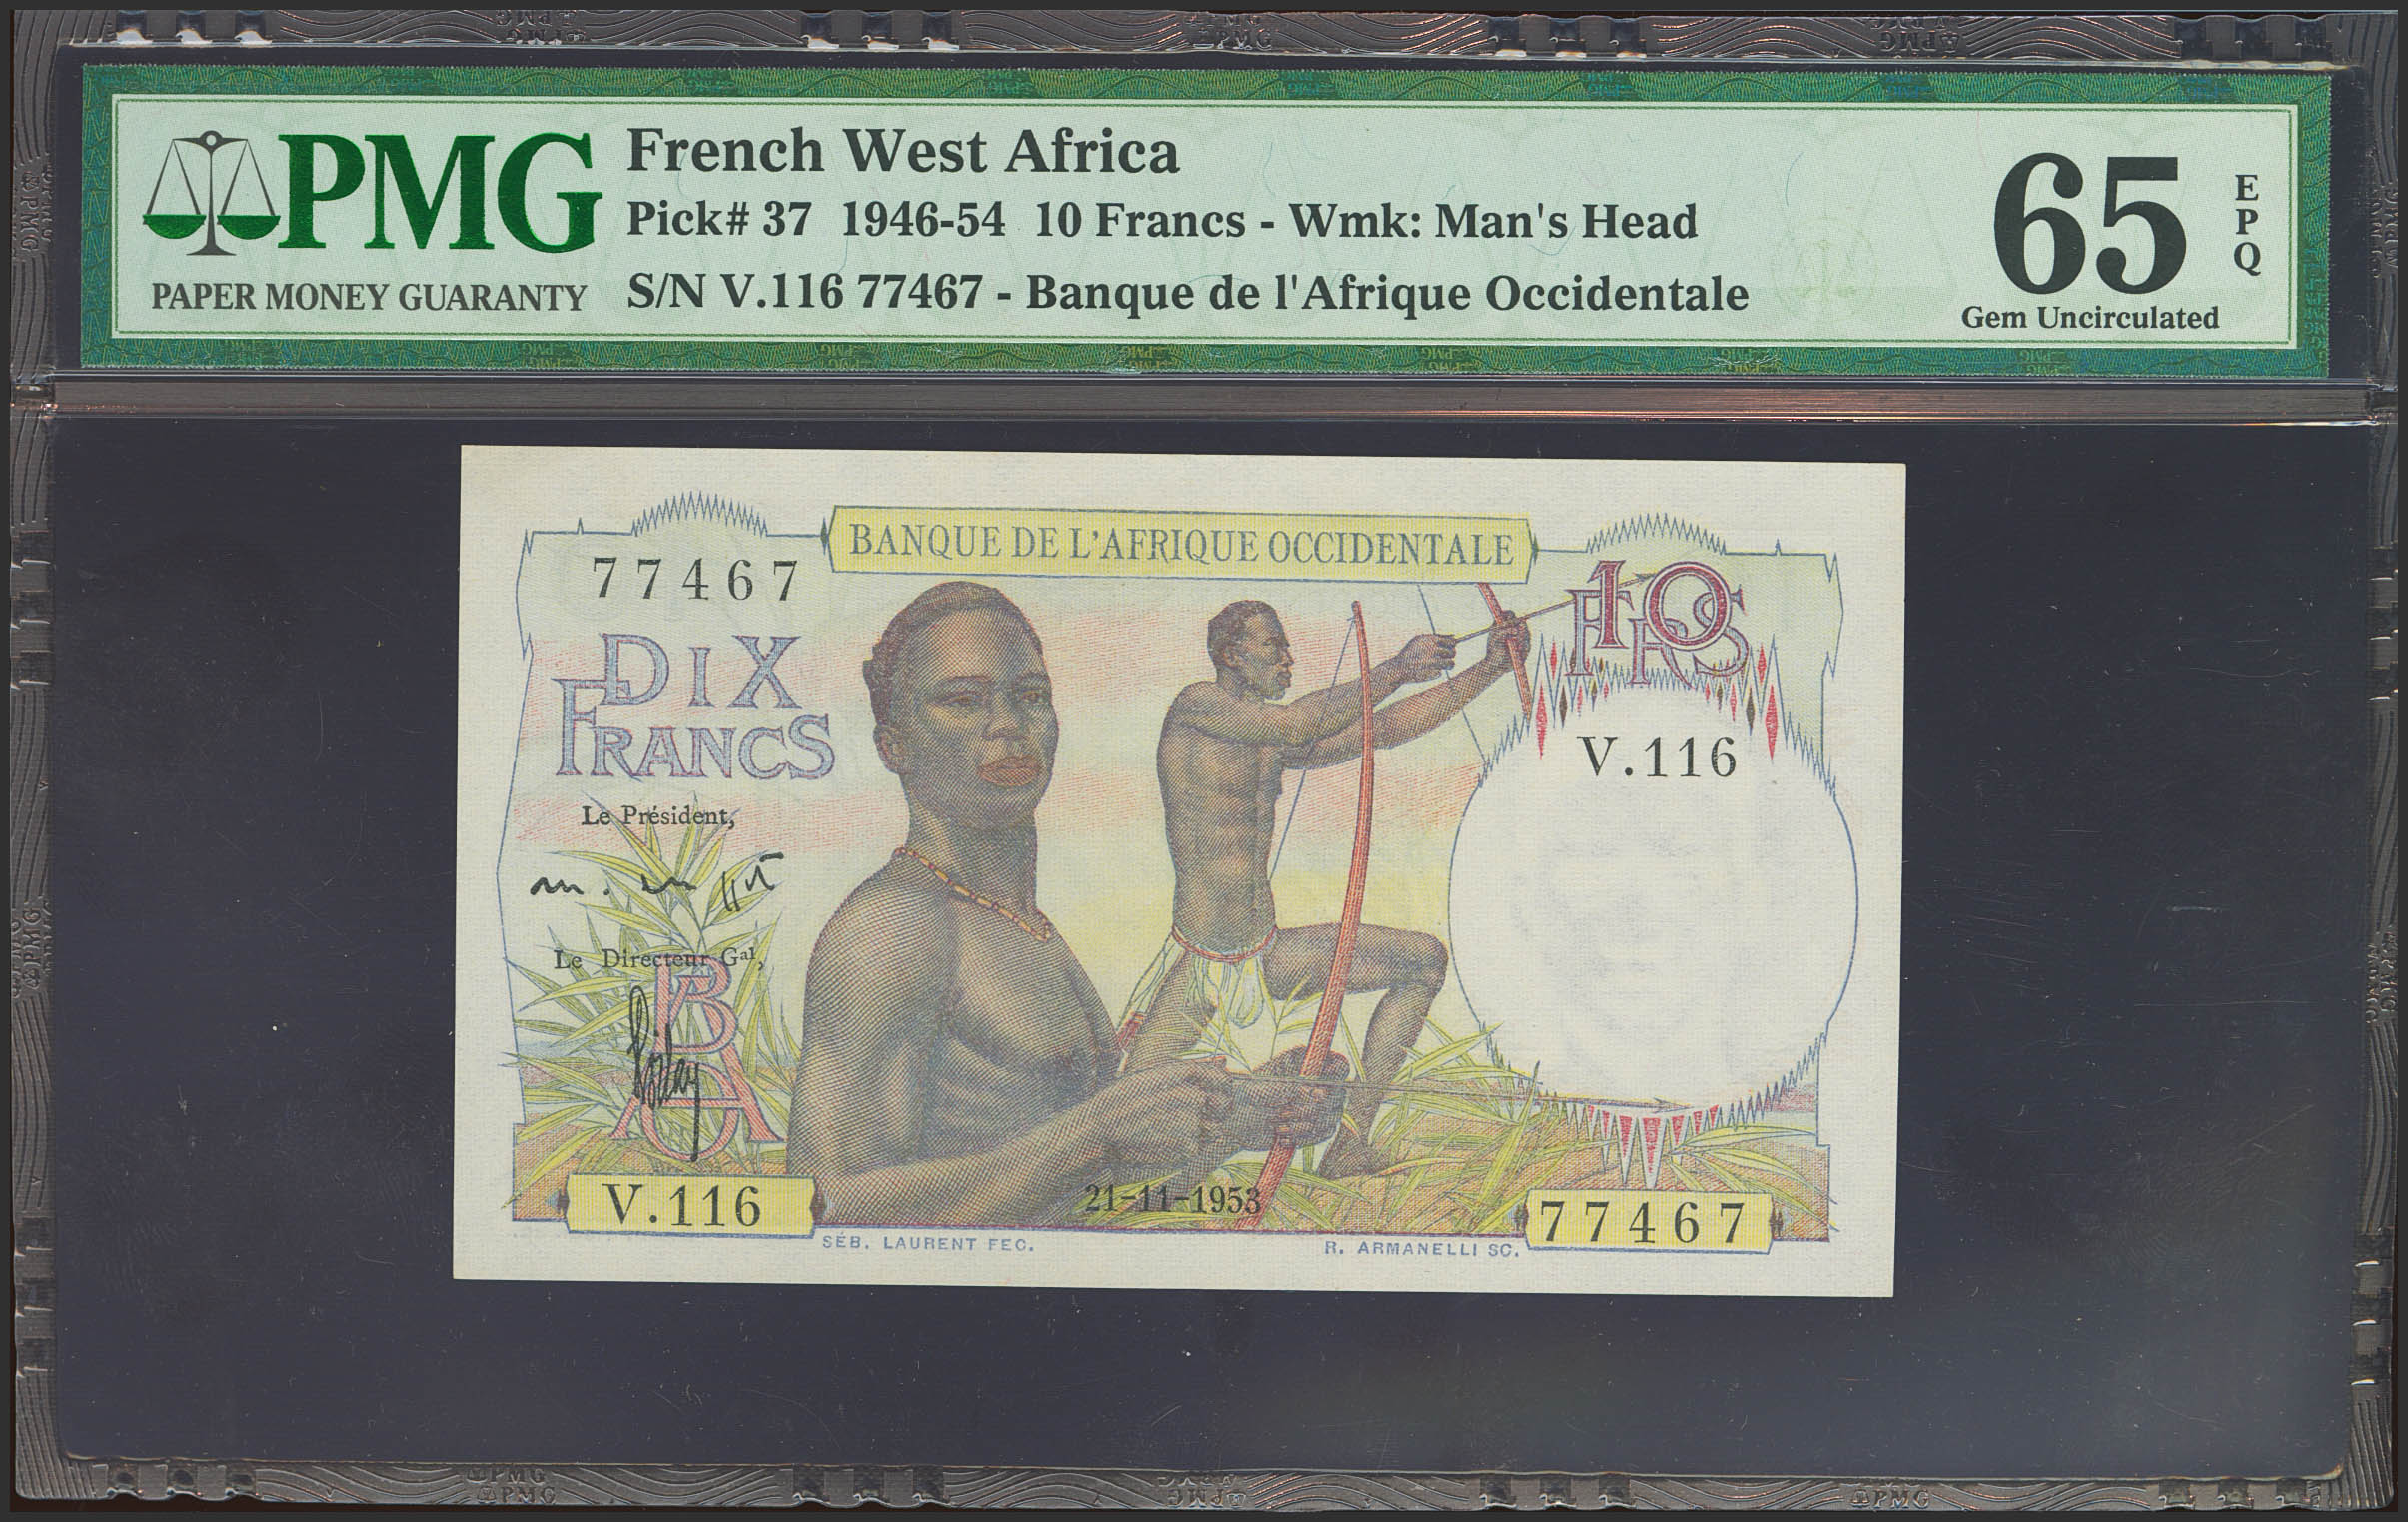 PMG
PAPER MONEY GUARANTY
French West Africa
Pick# 37 1946-54 10 Francs - Wmk: Man's Head
S/N V.116 77467 - Banque de l'Afrique Occidentale
65
EPQ
Gem Uncirculated
BANQUE DE L'AFRIQUE OCCIDENTALE
77467
DIX
FRANCS
10
FRS
V.116
Le Président,
Le Directeur Gal,
BAO
V.116
21-11-1953
77467
SÉB. LAURENT FEC.
R. ARMANELLI SC.